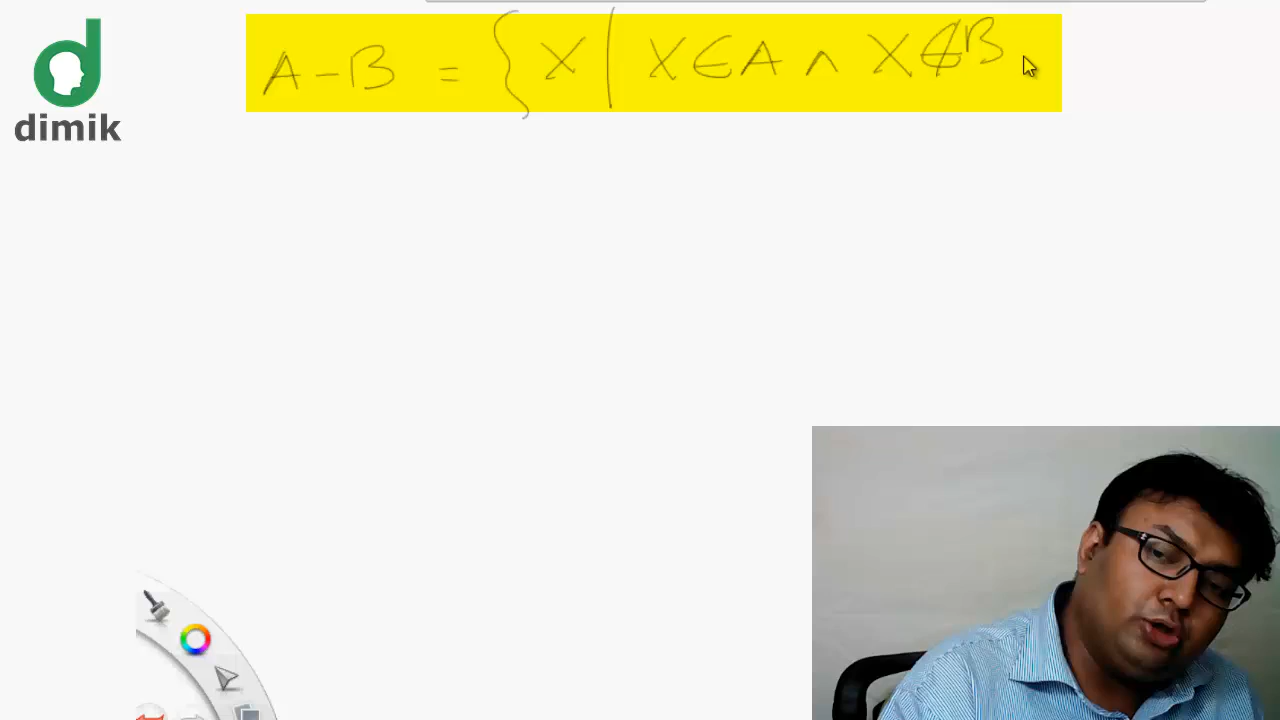 dimik
A - B = { X | X ∈ A ∧ X ∉ B